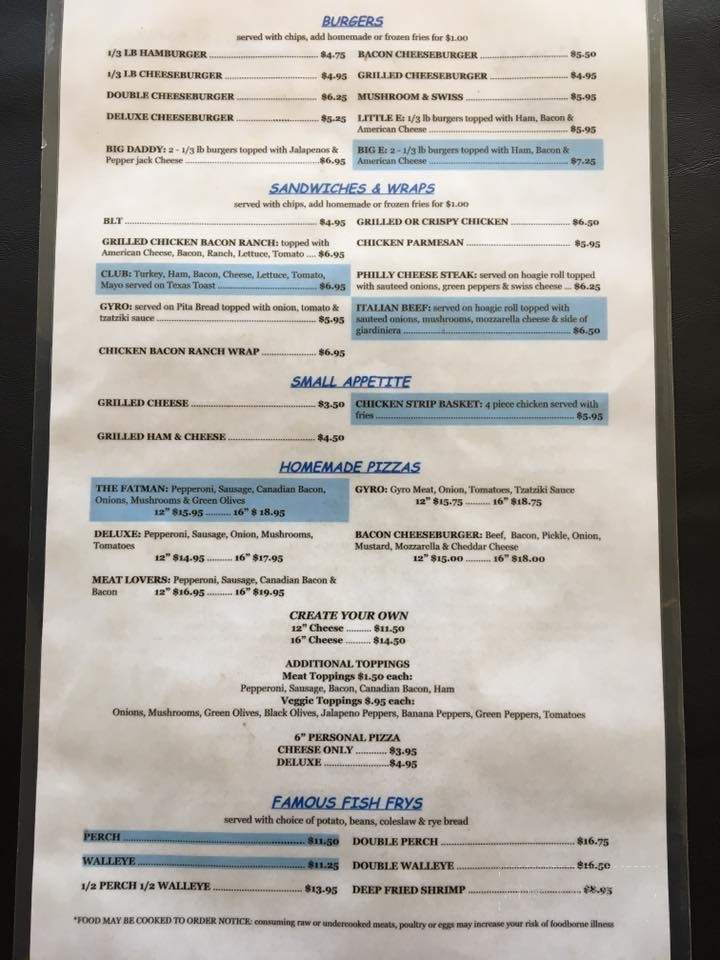 BURGERS
served with chips, add homemade or frozen fries for $1.00
1/3 LB HAMBURGER ........ $4.75
1/3 LB CHEESEBURGER ........ $4.95
DOUBLE CHEESEBURGER ........ $6.25
DELUXE CHEESEBURGER ........ $5.25
BIG DADDY: 2 - 1/3 lb burgers topped with Jalapenos &
Pepper jack Cheese ........ $6.95
BACON CHEESEBURGER ........ $5.50
GRILLED CHEESEBURGER ........ $4.95
MUSHROOM & SWISS ........ $5.95
LITTLE E: 1/3 lb burgers topped with Ham, Bacon &
American Cheese ........ $5.95
BIG E: 2 - 1/3 lb burgers topped with Ham, Bacon &
American Cheese ........ $7.25
SANDWICHES & WRAPS
served with chips, add homemade or frozen fries for $1.00
BLT ........ $4.95
GRILLED CHICKEN BACON RANCH: topped with
American Cheese, Bacon, Ranch, Lettuce, Tomato .... $6.95
CLUB: Turkey, Ham, Bacon, Cheese, Lettuce, Tomato,
Mayo served on Texas Toast ........ $6.95
GYRO: served on Pita Bread topped with onion, tomato &
tzatziki sauce ........ $5.95
CHICKEN BACON RANCH WRAP ........ $6.95
GRILLED OR CRISPY CHICKEN ........ $6.50
CHICKEN PARMESAN ........ $5.95
PHILLY CHEESE STEAK: served on hoagie roll topped
with sauteed onions, green peppers & swiss cheese ... $6.25
ITALIAN BEEF: served on hoagie roll topped with
sauteed onions, mushrooms, mozzarella cheese & side of
giardiniera ........ $6.50
SMALL APPETITE
GRILLED CHEESE ........ $3.50
GRILLED HAM & CHEESE ........ $4.50
CHICKEN STRIP BASKET: 4 piece chicken served with
fries ........ $5.95
HOMEMADE PIZZAS
THE FATMAN: Pepperoni, Sausage, Canadian Bacon,
Onions, Mushrooms & Green Olives
12" $15.95 .......... 16" $ 18.95
DELUXE: Pepperoni, Sausage, Onion, Mushrooms,
Tomatoes
12" $14.95 .......... 16" $17.95
MEAT LOVERS: Pepperoni, Sausage, Canadian Bacon &
Bacon 12" $16.95 .......... 16" $19.95
GYRO: Gyro Meat, Onion, Tomatoes, Tzatziki Sauce
12" $15.75 .......... 16" $18.75
BACON CHEESEBURGER: Beef, Bacon, Pickle, Onion,
Mustard, Mozzarella & Cheddar Cheese
12" $15.00 .......... 16" $18.00
CREATE YOUR OWN
12" Cheese .......... $11.50
16" Cheese .......... $14.50
ADDITIONAL TOPPINGS
Meat Toppings $1.50 each:
Pepperoni, Sausage, Bacon, Canadian Bacon, Ham
Veggie Toppings $.95 each:
Onions, Mushrooms, Green Olives, Black Olives, Jalapeno Peppers, Banana Peppers, Green Peppers, Tomatoes
6" PERSONAL PIZZA
CHEESE ONLY ............ $3.95
DELUXE ........................ $4.95
FAMOUS FISH FRYS
served with choice of potato, beans, coleslaw & rye bread
PERCH ........ $11.50
WALLEYE ........ $11.25
1/2 PERCH 1/2 WALLEYE ........ $13.95
DOUBLE PERCH ........ $16.75
DOUBLE WALLEYE ........ $16.50
DEEP FRIED SHRIMP ........ $8.95
*FOOD MAY BE COOKED TO ORDER NOTICE: consuming raw or undercooked meats, poultry or eggs may increase your risk of foodborne illness